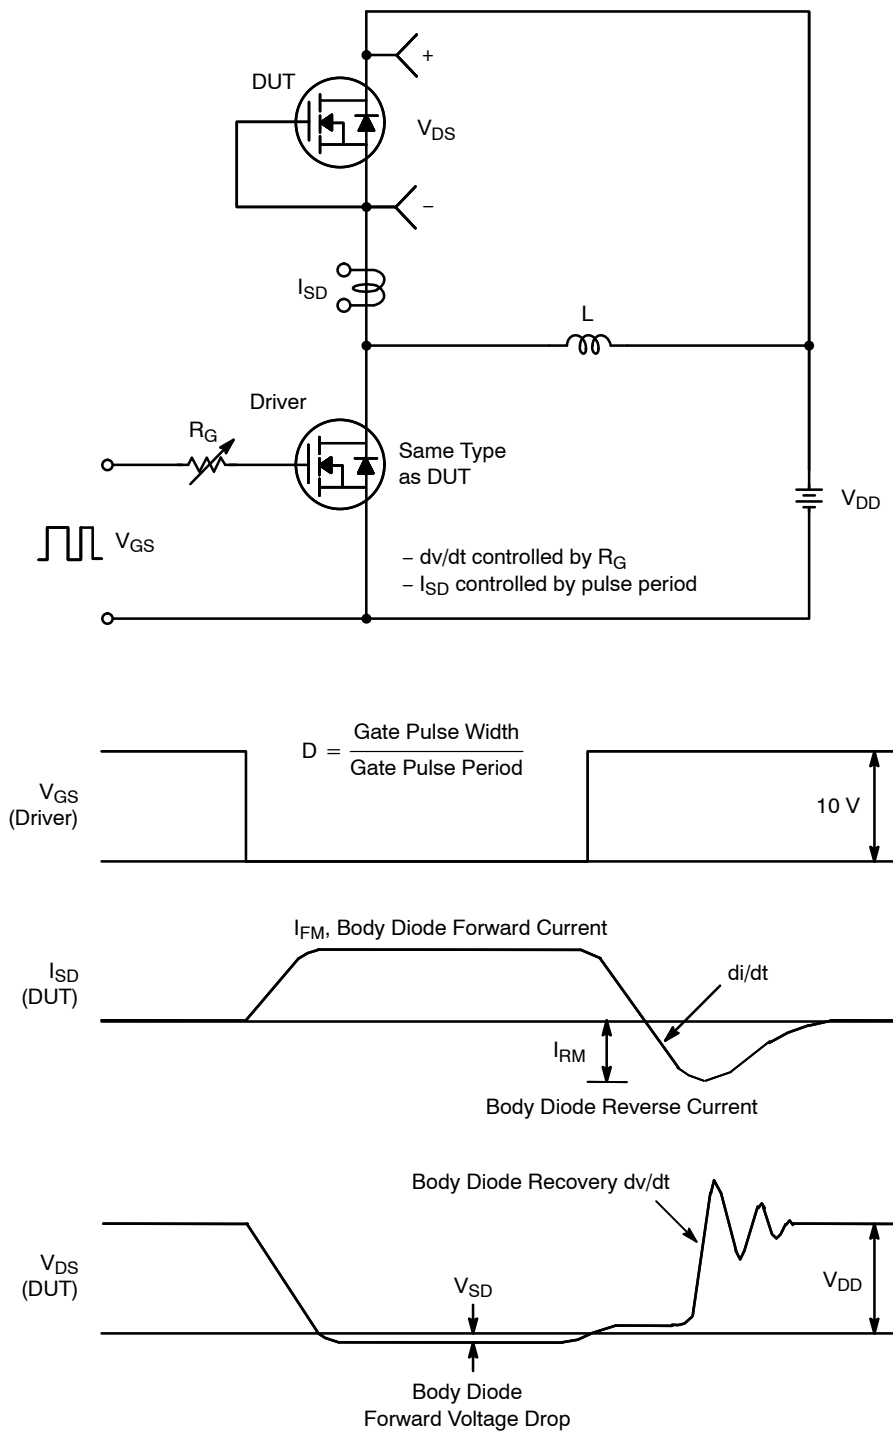 +
DUT
V_DS
−
I_SD
L
Driver
R_G
Same Type
as DUT
V_DD
V_GS
− dv/dt controlled by R_G
− I_SD controlled by pulse period
D = Gate Pulse Width
Gate Pulse Period
V_GS
(Driver)
10 V
I_FM, Body Diode Forward Current
I_SD
(DUT)
di/dt
I_RM
Body Diode Reverse Current
Body Diode Recovery dv/dt
V_DS
(DUT)
V_SD
V_DD
Body Diode
Forward Voltage Drop